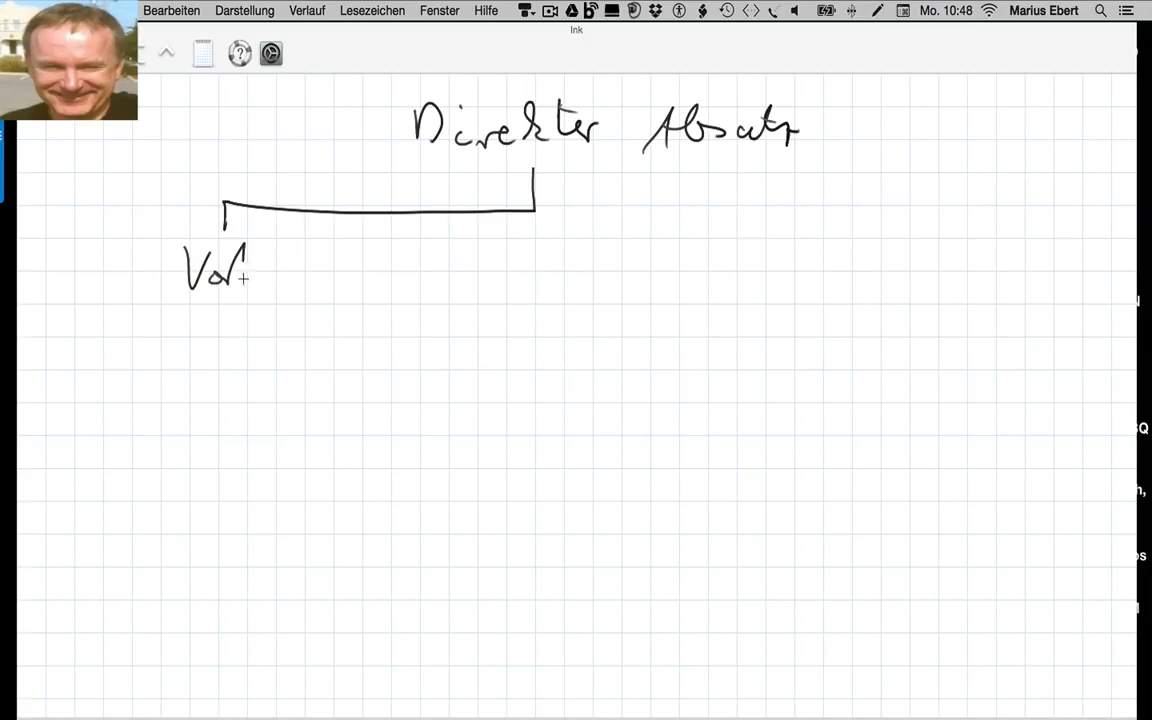 Bearbeiten Darstellung Verlauf Lesezeichen Fenster Hilfe Mo. 10:48 Marius Ebert
Ink
Direkter Absatz
Vor